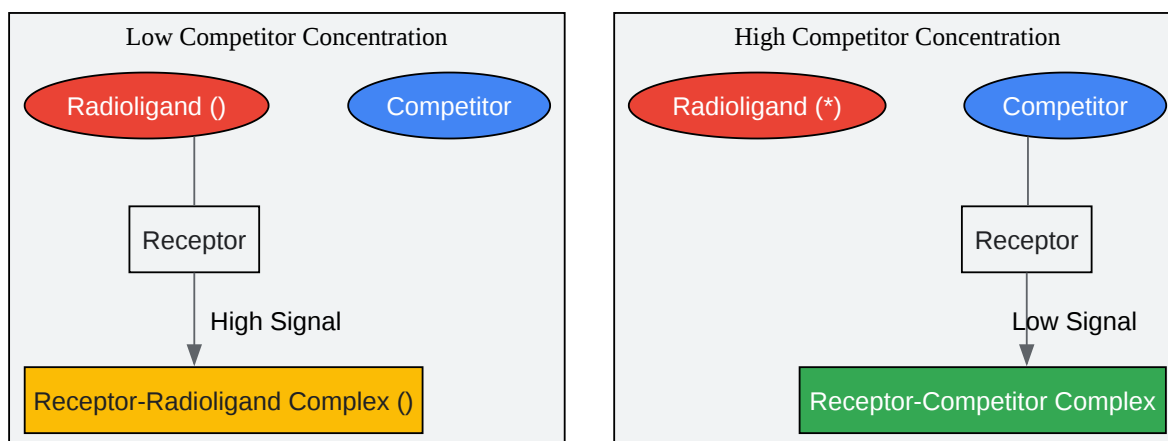 Low Competitor Concentration
Radioligand ()
Competitor
Receptor
High Signal
Receptor-Radioligand Complex ()
High Competitor Concentration
Radioligand (*)
Competitor
Receptor
Low Signal
Receptor-Competitor Complex